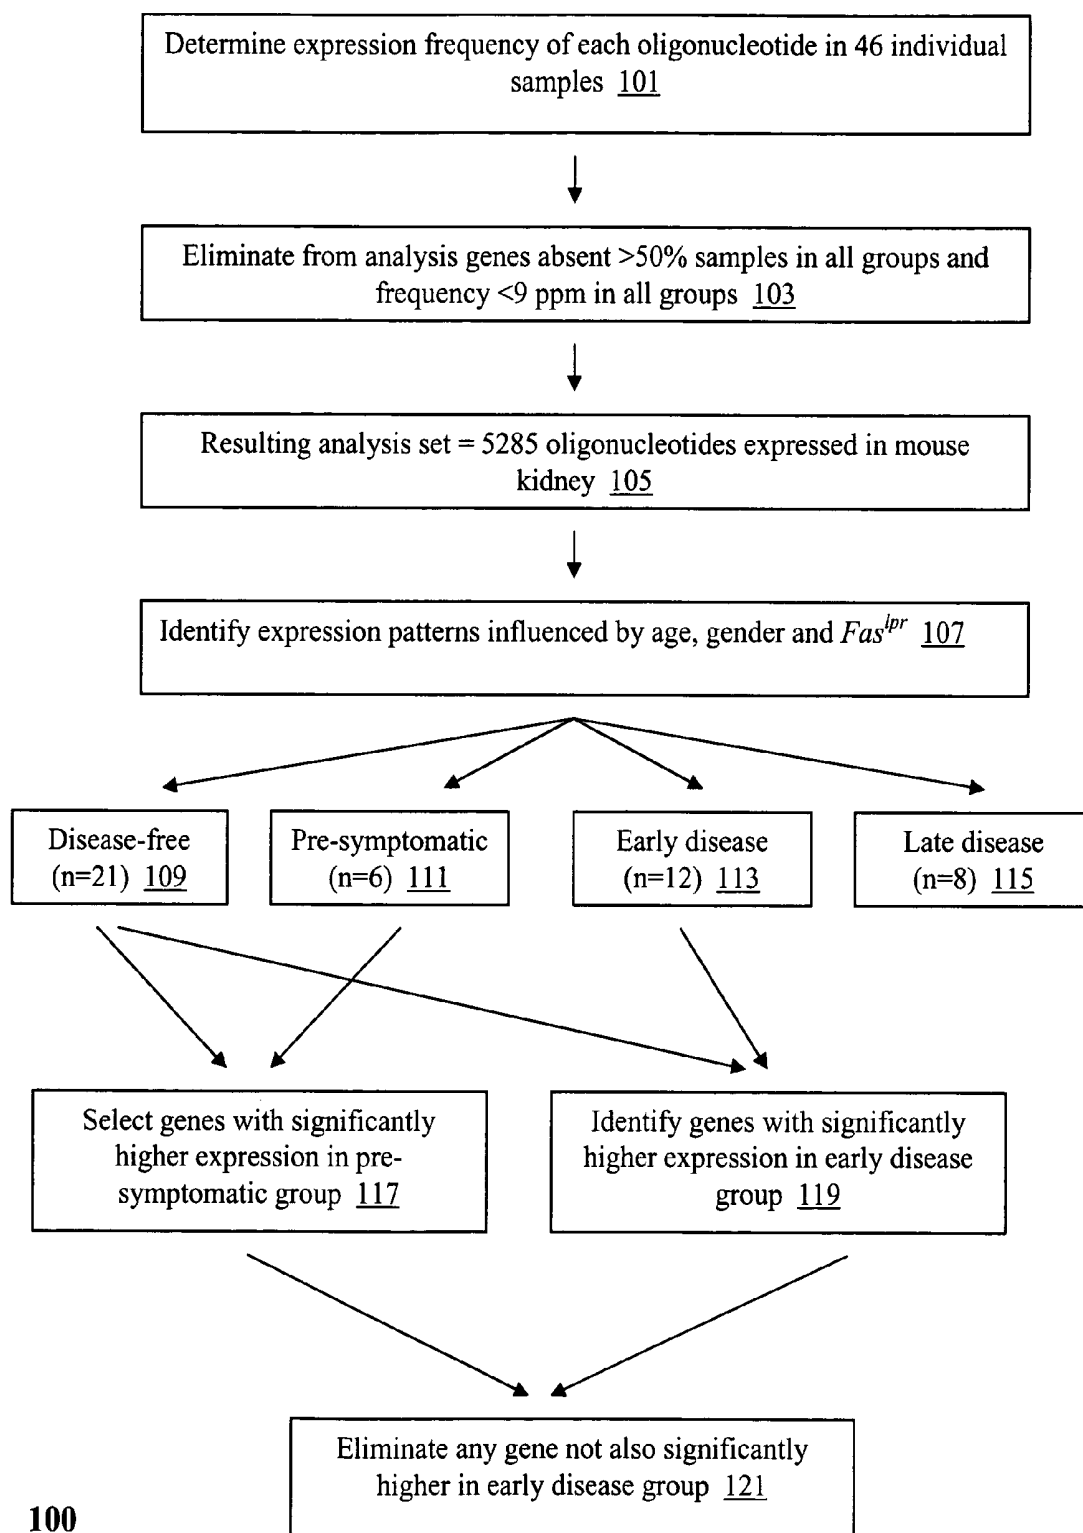 Determine expression frequency of each oligonucleotide in 46 individual
samples 101
Eliminate from analysis genes absent >50% samples in all groups and
frequency <9 ppm in all groups 103
Resulting analysis set = 5285 oligonucleotides expressed in mouse
kidney 105
Identify expression patterns influenced by age, gender and Fas^lpr 107
Disease-free
(n=21) 109
Pre-symptomatic
(n=6) 111
Early disease
(n=12) 113
Late disease
(n=8) 115
Select genes with significantly
higher expression in pre-
symptomatic group 117
Identify genes with significantly
higher expression in early disease
group 119
Eliminate any gene not also significantly
higher in early disease group 121
100